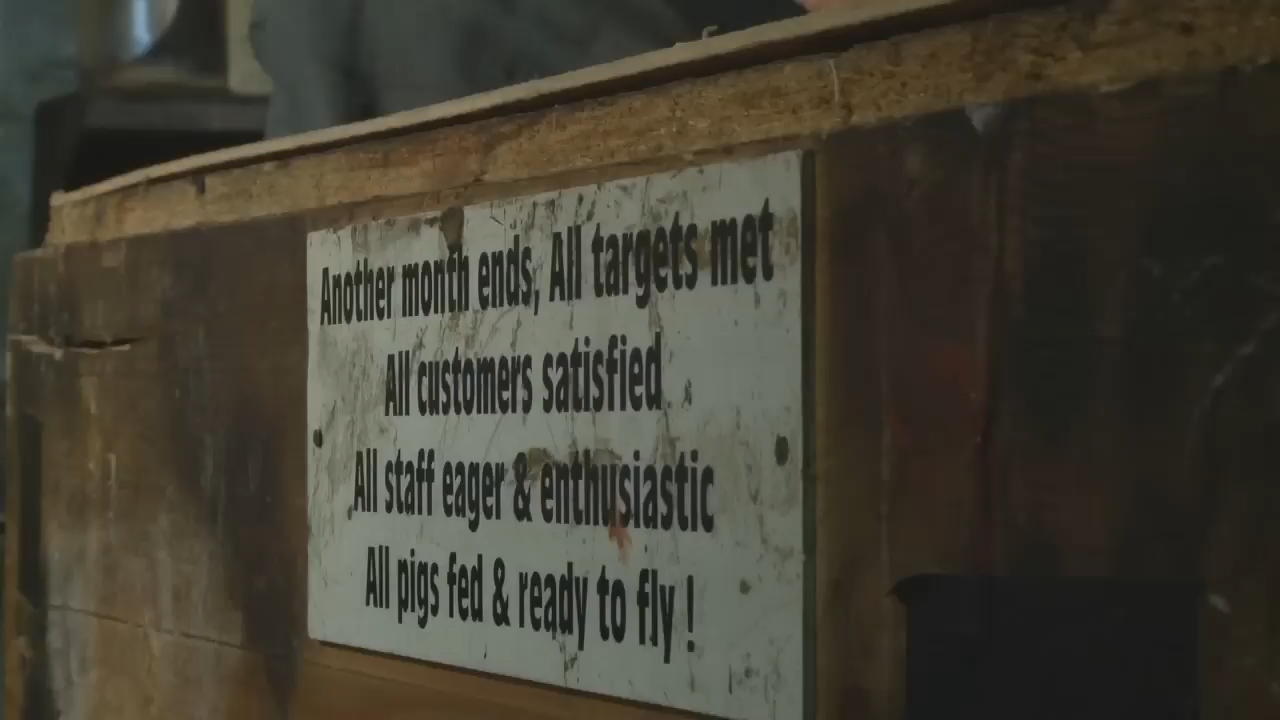 Another month ends, All targets met
All customers satisfied
All staff eager & enthusiastic
All pigs fed & ready to fly !